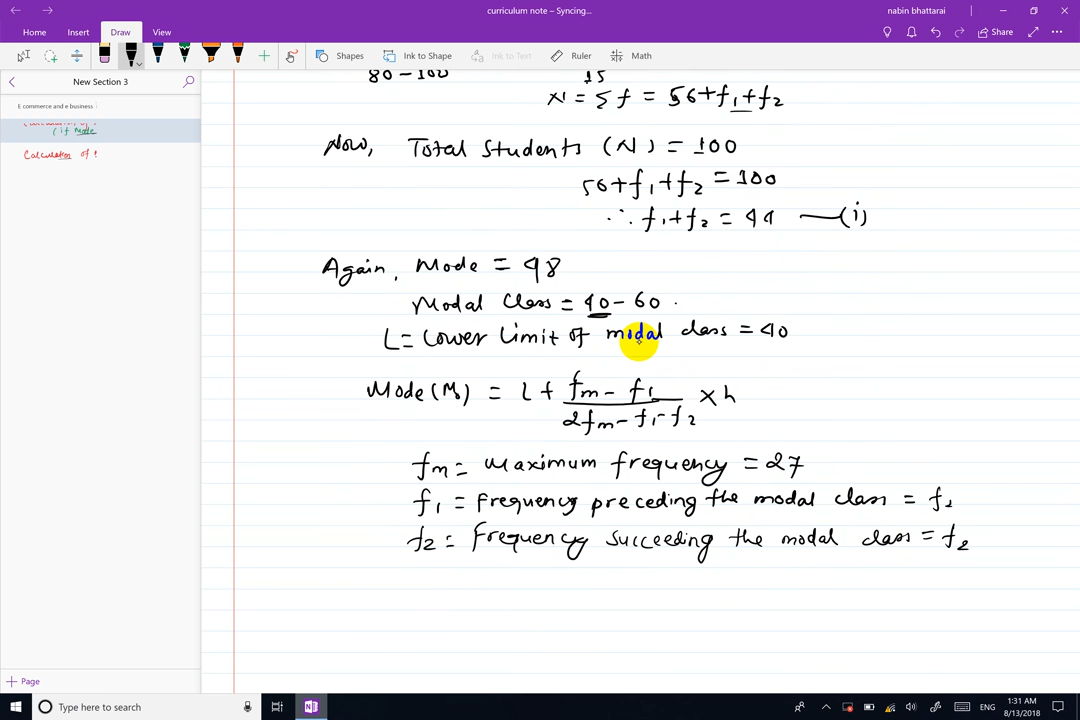 curriculum note – Syncing...
nabin bhattarai
Home Insert Draw View
Share
Shapes Ink to Shape Ink to Text Ruler Math
New Section 3
E commerce and e business
(if mode
Calculation of
80 - 100 15
N = Σf = 56+f1+f2
Now, Total Students (N) = 100
56+f1+f2 = 100
∴ f1+f2 = 44 —(i)
Again, Mode = 48
Modal Class = 40 - 60
L = Lower Limit of modal class = 40
Mode(Mo) = L + (fm - f1)/(2fm - f1 - f2) × h
fm = Maximum frequency = 27
f1 = Frequency preceding the modal class = f1
f2 = Frequency succeeding the modal class = f2
+ Page
Type here to search
ENG
1:31 AM
8/13/2018